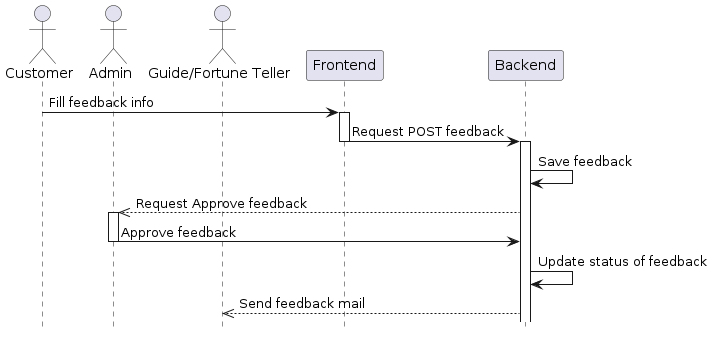 Customer
Admin
Guide/Fortune Teller
Frontend
Backend
Fill feedback info
Request POST feedback
Save feedback
Request Approve feedback
Approve feedback
Update status of feedback
Send feedback mail